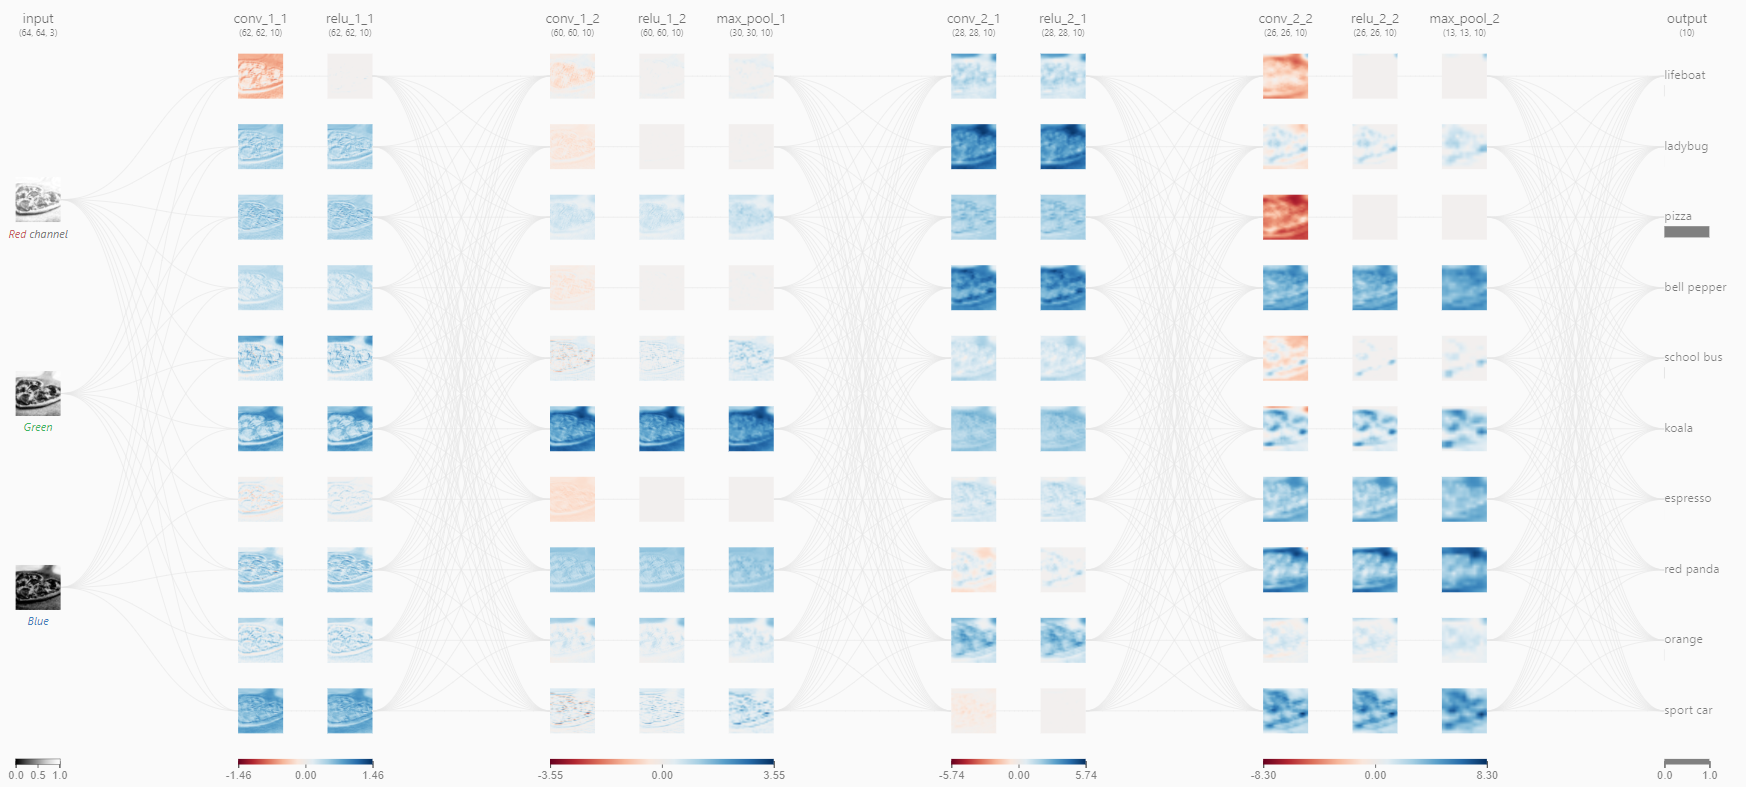 input conv_1_1 relu_1_1 conv_1_2 relu_1_2 max_pool_1 conv_2_1 relu_2_1 conv_2_2 relu_2_2 max_pool_2 output
(64, 64, 3) (62, 62, 10) (62, 62, 10) (60, 60, 10) (60, 60, 10) (30, 30, 10) (28, 28, 10) (28, 28, 10) (26, 26, 10) (26, 26, 10) (13, 13, 10) (10)
lifeboat
ladybug
pizza
Red channel
bell pepper
school bus
Green
koala
espresso
red panda
Blue
orange
sport car
0.0 0.5 1.0 -1.46 0.00 1.46 -3.55 0.00 3.55 -5.74 0.00 5.74 -8.30 0.00 8.30 0.0 1.0